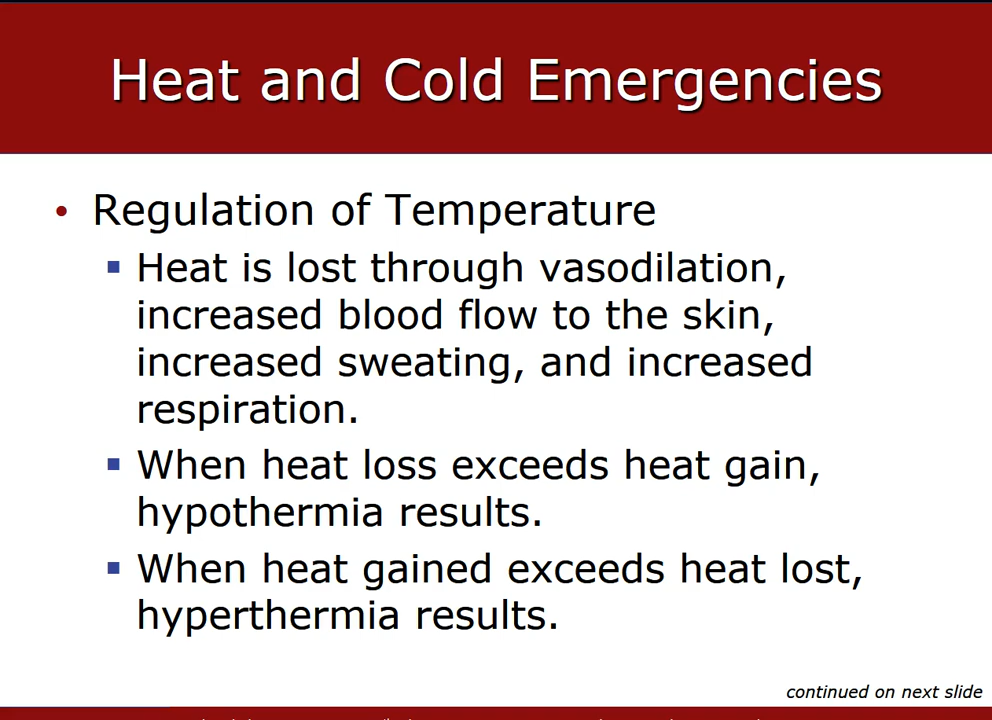 Heat and Cold Emergencies
• Regulation of Temperature
▪ Heat is lost through vasodilation,
increased blood flow to the skin,
increased sweating, and increased
respiration.
▪ When heat loss exceeds heat gain,
hypothermia results.
▪ When heat gained exceeds heat lost,
hyperthermia results.
continued on next slide